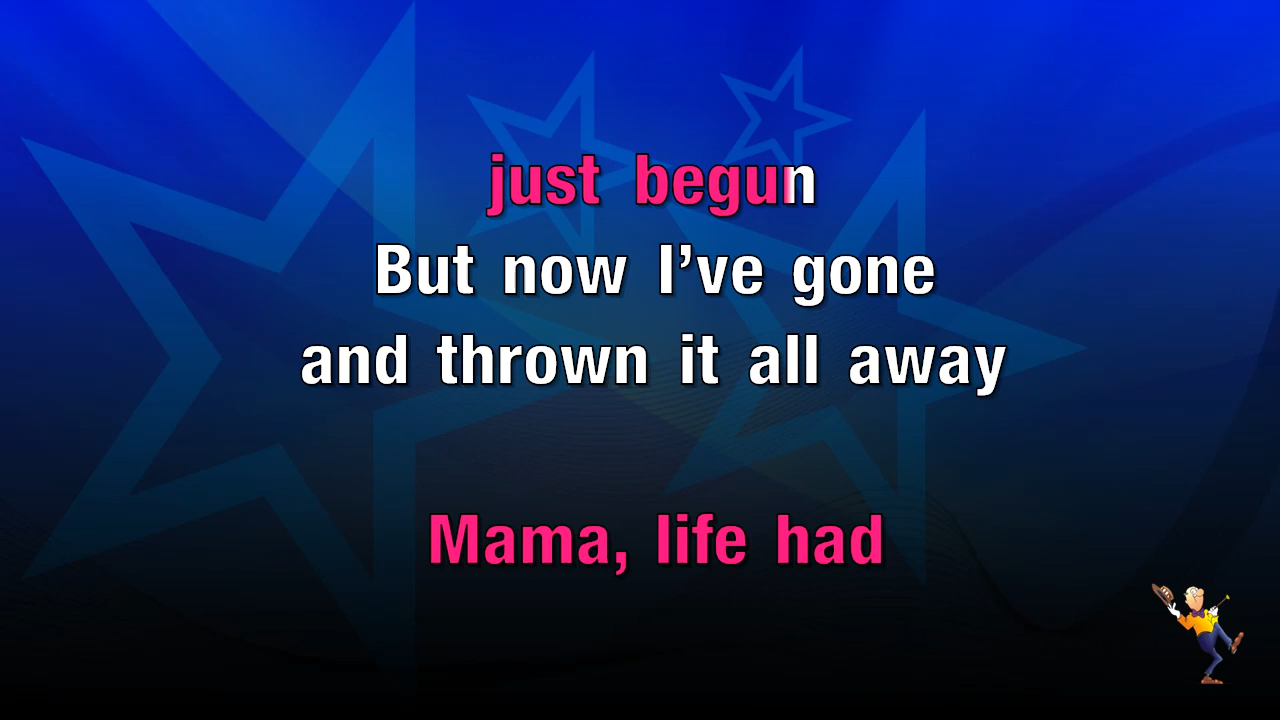 just begun
But now I’ve gone
and thrown it all away
Mama, life had